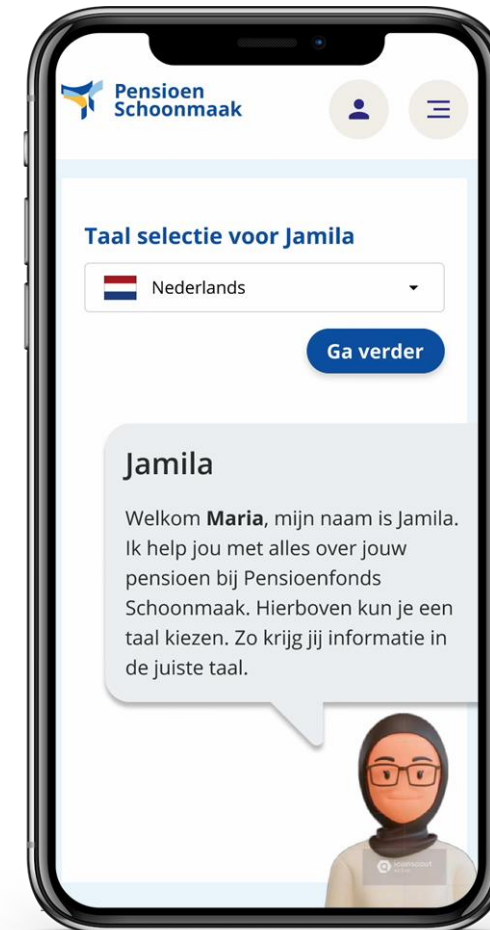 Pensioen
Schoonmaak
Taal selectie voor Jamila
Nederlands
Ga verder
Jamila
Welkom Maria, mijn naam is Jamila.
Ik help jou met alles over jouw
pensioen bij Pensioenfonds
Schoonmaak. Hierboven kun je een
taal kiezen. Zo krijg jij informatie in
de juiste taal.